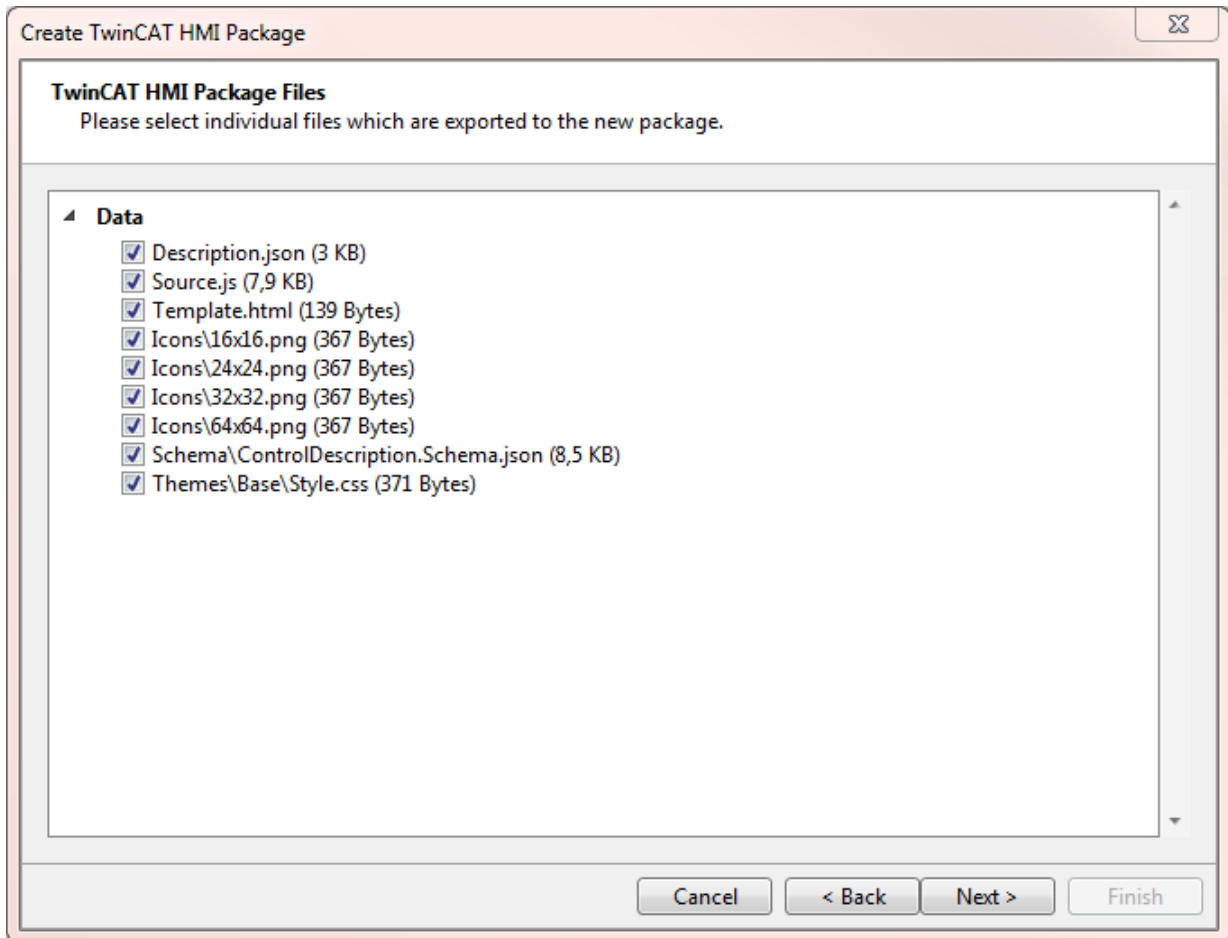 Create TwinCAT HMI Package
TwinCAT HMI Package Files
Please select individual files which are exported to the new package.
Data
Description.json (3 KB)
Source.js (7,9 KB)
Template.html (139 Bytes)
Icons\16x16.png (367 Bytes)
Icons\24x24.png (367 Bytes)
Icons\32x32.png (367 Bytes)
Icons\64x64.png (367 Bytes)
Schema\ControlDescription.Schema.json (8,5 KB)
Themes\Base\Style.css (371 Bytes)
Cancel < Back Next > Finish